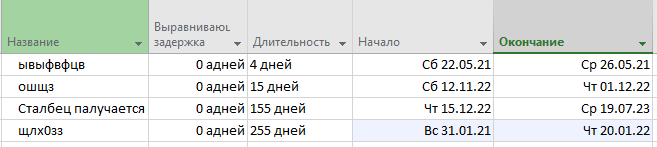 Название Выравнивающ задержка Длительность Начало Окончание
ывыфвфцв 0 адней 4 дней Сб 22.05.21 Ср 26.05.21
ошщз 0 адней 15 дней Сб 12.11.22 Чт 01.12.22
Сталбец палучается 0 адней 155 дней Чт 15.12.22 Ср 19.07.23
щлх0зз 0 адней 255 дней Вс 31.01.21 Чт 20.01.22